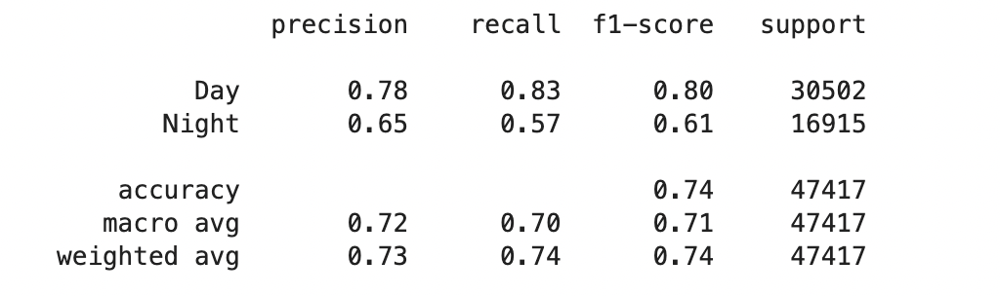 precision recall f1-score support
Day 0.78 0.83 0.80 30502
Night 0.65 0.57 0.61 16915
accuracy 0.74 47417
macro avg 0.72 0.70 0.71 47417
weighted avg 0.73 0.74 0.74 47417